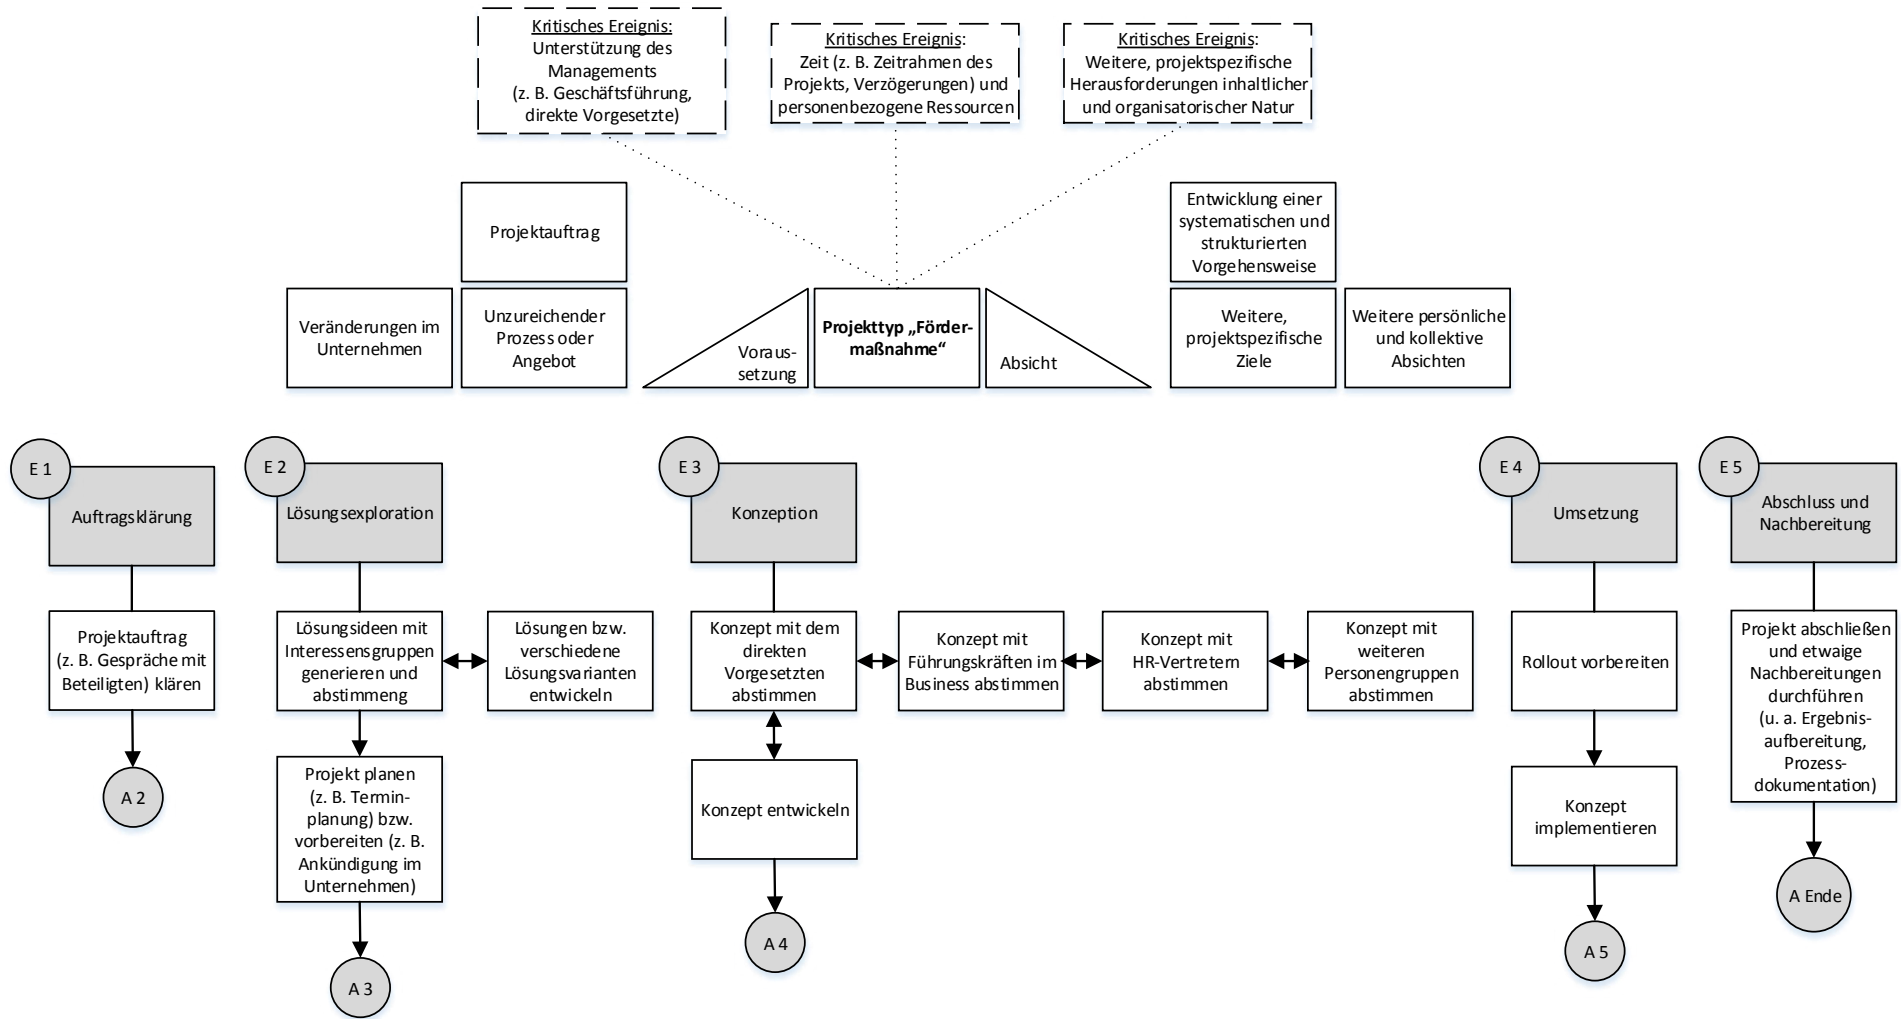 Kritisches Ereignis:
Unterstützung des
Managements
(z. B. Geschäftsführung,
direkte Vorgesetzte)
Kritisches Ereignis:
Zeit (z. B. Zeitrahmen des
Projekts, Verzögerungen) und
personenbezogene Ressourcen
Kritisches Ereignis:
Weitere, projektspezifische
Herausforderungen inhaltlicher
und organisatorischer Natur
Projektauftrag
Veränderungen im
Unternehmen
Unzureichender
Prozess oder
Angebot
Voraus-
setzung
Projekttyp „Förder-
maßnahme“
Absicht
Entwicklung einer
systematischen und
strukturierten
Vorgehensweise
Weitere,
projektspezifische
Ziele
Weitere persönliche
und kollektive
Absichten
E 1
Auftragsklärung
Projektauftrag
(z. B. Gespräche mit
Beteiligten) klären
A 2
E 2
Lösungsexploration
Lösungsideen mit
Interessensgruppen
generieren und
abstimmeng
Lösungen bzw.
verschiedene
Lösungsvarianten
entwickeln
Projekt planen
(z. B. Termin-
planung) bzw.
vorbereiten (z. B.
Ankündigung im
Unternehmen)
A 3
E 3
Konzeption
Konzept mit dem
direkten
Vorgesetzten
abstimmen
Konzept mit
Führungskräften im
Business abstimmen
Konzept mit
HR-Vertretern
abstimmen
Konzept mit
weiteren
Personengruppen
abstimmen
Konzept entwickeln
A 4
E 4
Umsetzung
Rollout vorbereiten
Konzept
implementieren
A 5
E 5
Abschluss und
Nachbereitung
Projekt abschließen
und etwaige
Nachbereitungen
durchführen
(u. a. Ergebnis-
aufbereitung,
Prozess-
dokumentation)
A Ende